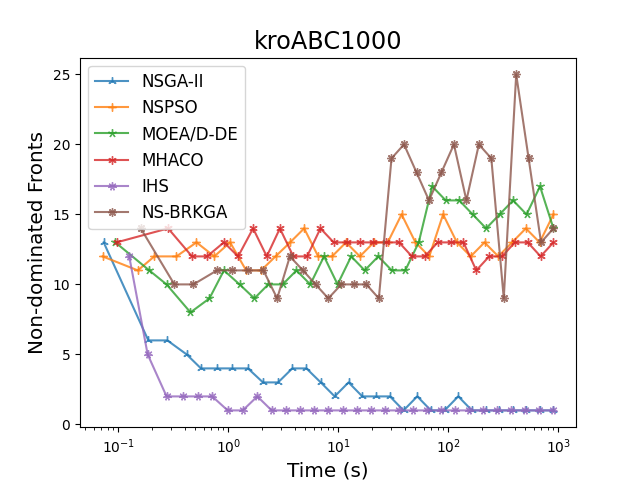 kroABC1000
Non-dominated Fronts
25
20
15
10
5
0
NSGA-II
NSPSO
MOEA/D-DE
MHACO
IHS
NS-BRKGA
10⁻¹ 10⁰ 10¹ 10² 10³
Time (s)